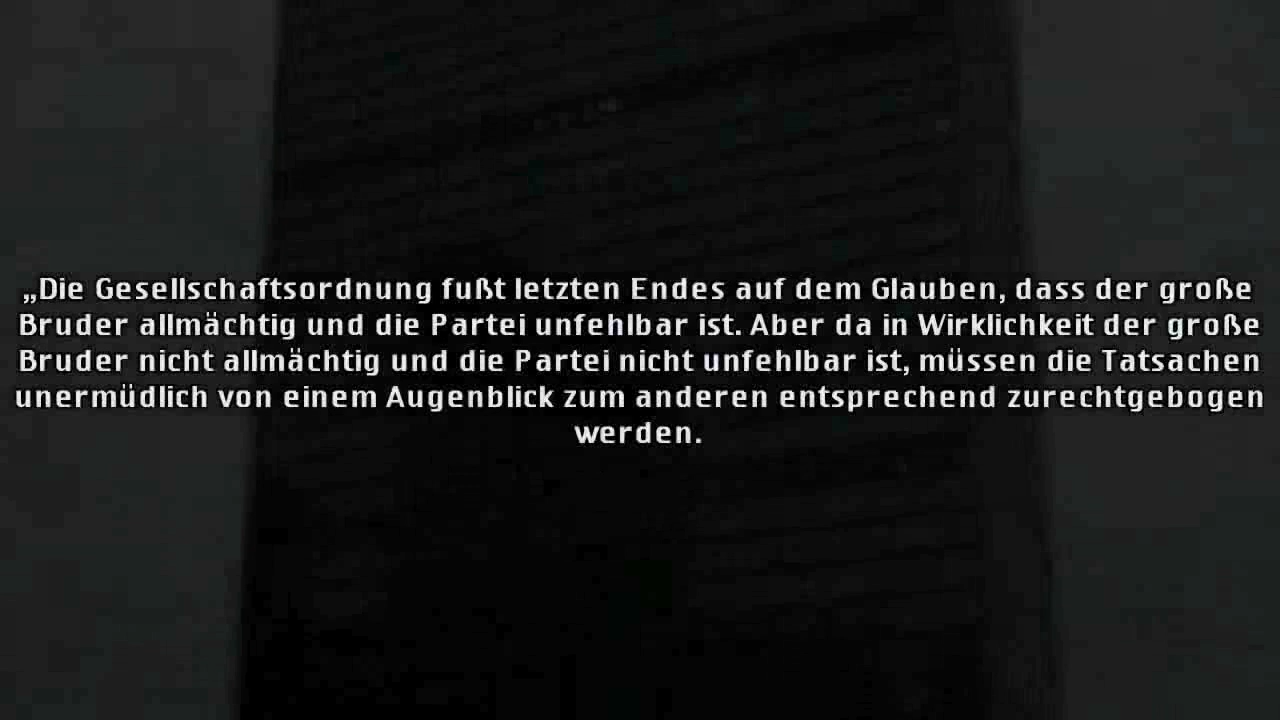 „Die Gesellschaftsordnung fußt letzten Endes auf dem Glauben, dass der große
Bruder allmächtig und die Partei unfehlbar ist. Aber da in Wirklichkeit der große
Bruder nicht allmächtig und die Partei nicht unfehlbar ist, müssen die Tatsachen
unermüdlich von einem Augenblick zum anderen entsprechend zurechtgebogen
werden.